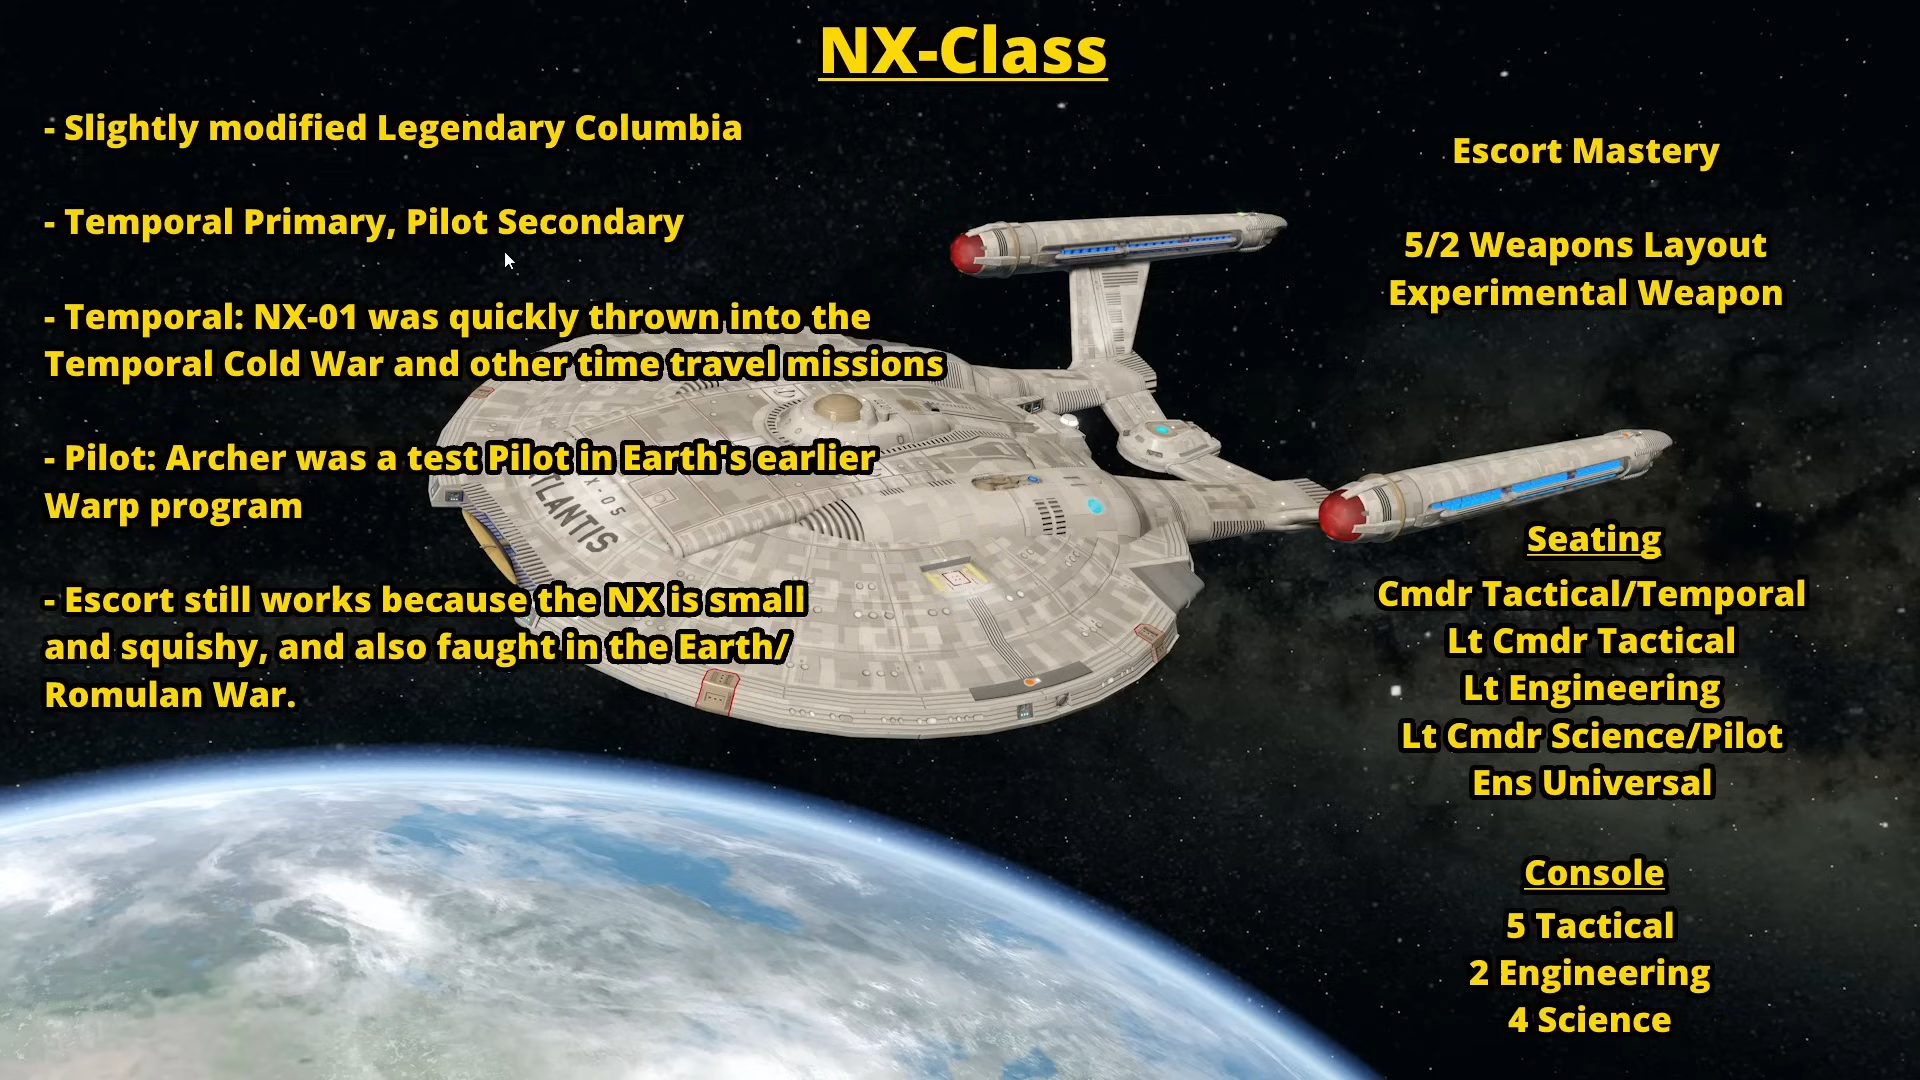 NX-Class
- Slightly modified Legendary Columbia
- Temporal Primary, Pilot Secondary
- Temporal: NX-01 was quickly thrown into the
Temporal Cold War and other time travel missions
- Pilot: Archer was a test Pilot in Earth's earlier
Warp program
- Escort still works because the NX is small
and squishy, and also faught in the Earth/
Romulan War.
Escort Mastery
5/2 Weapons Layout
Experimental Weapon
Seating
Cmdr Tactical/Temporal
Lt Cmdr Tactical
Lt Engineering
Lt Cmdr Science/Pilot
Ens Universal
Console
5 Tactical
2 Engineering
4 Science